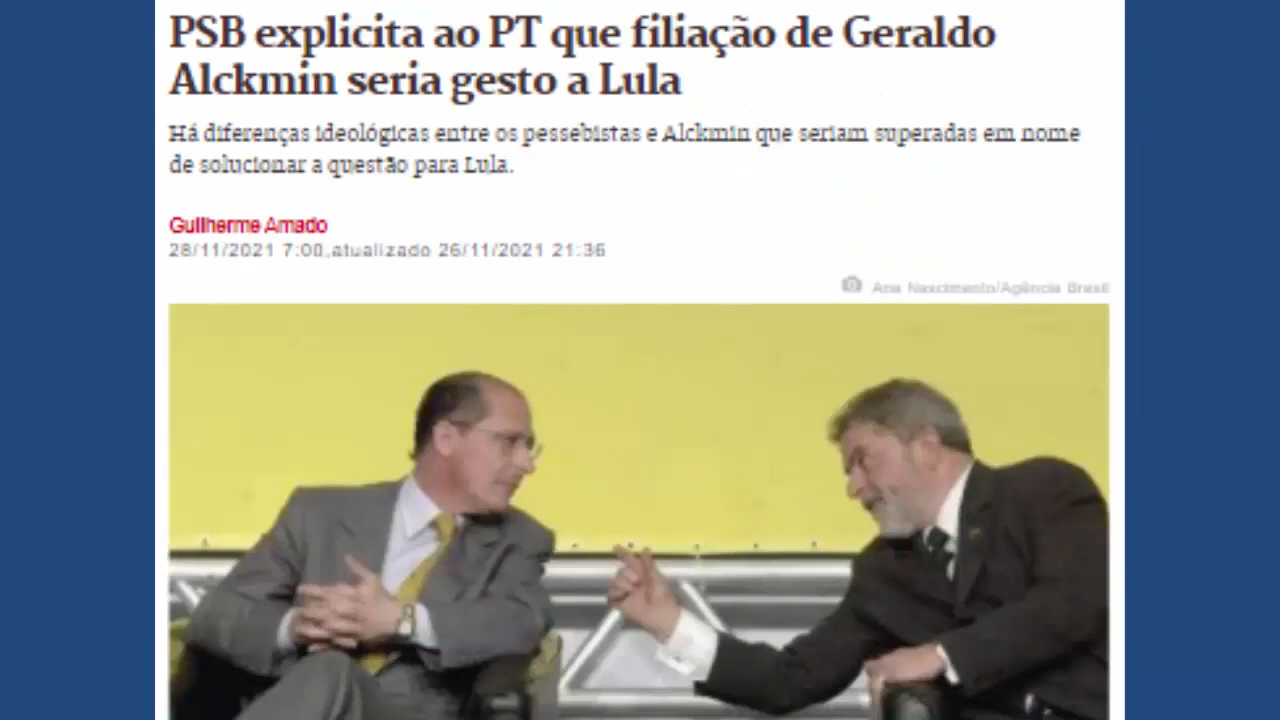 PSB explicita ao PT que filiação de Geraldo
Alckmin seria gesto a Lula
Há diferenças ideológicas entre os pessebistas e Alckmin que seriam superadas em nome
de solucionar a questão para Lula.
Guilherme Amado
28/11/2021 7:00,atualizado 26/11/2021 21:36
Ana Nascimento/Agência Brasil